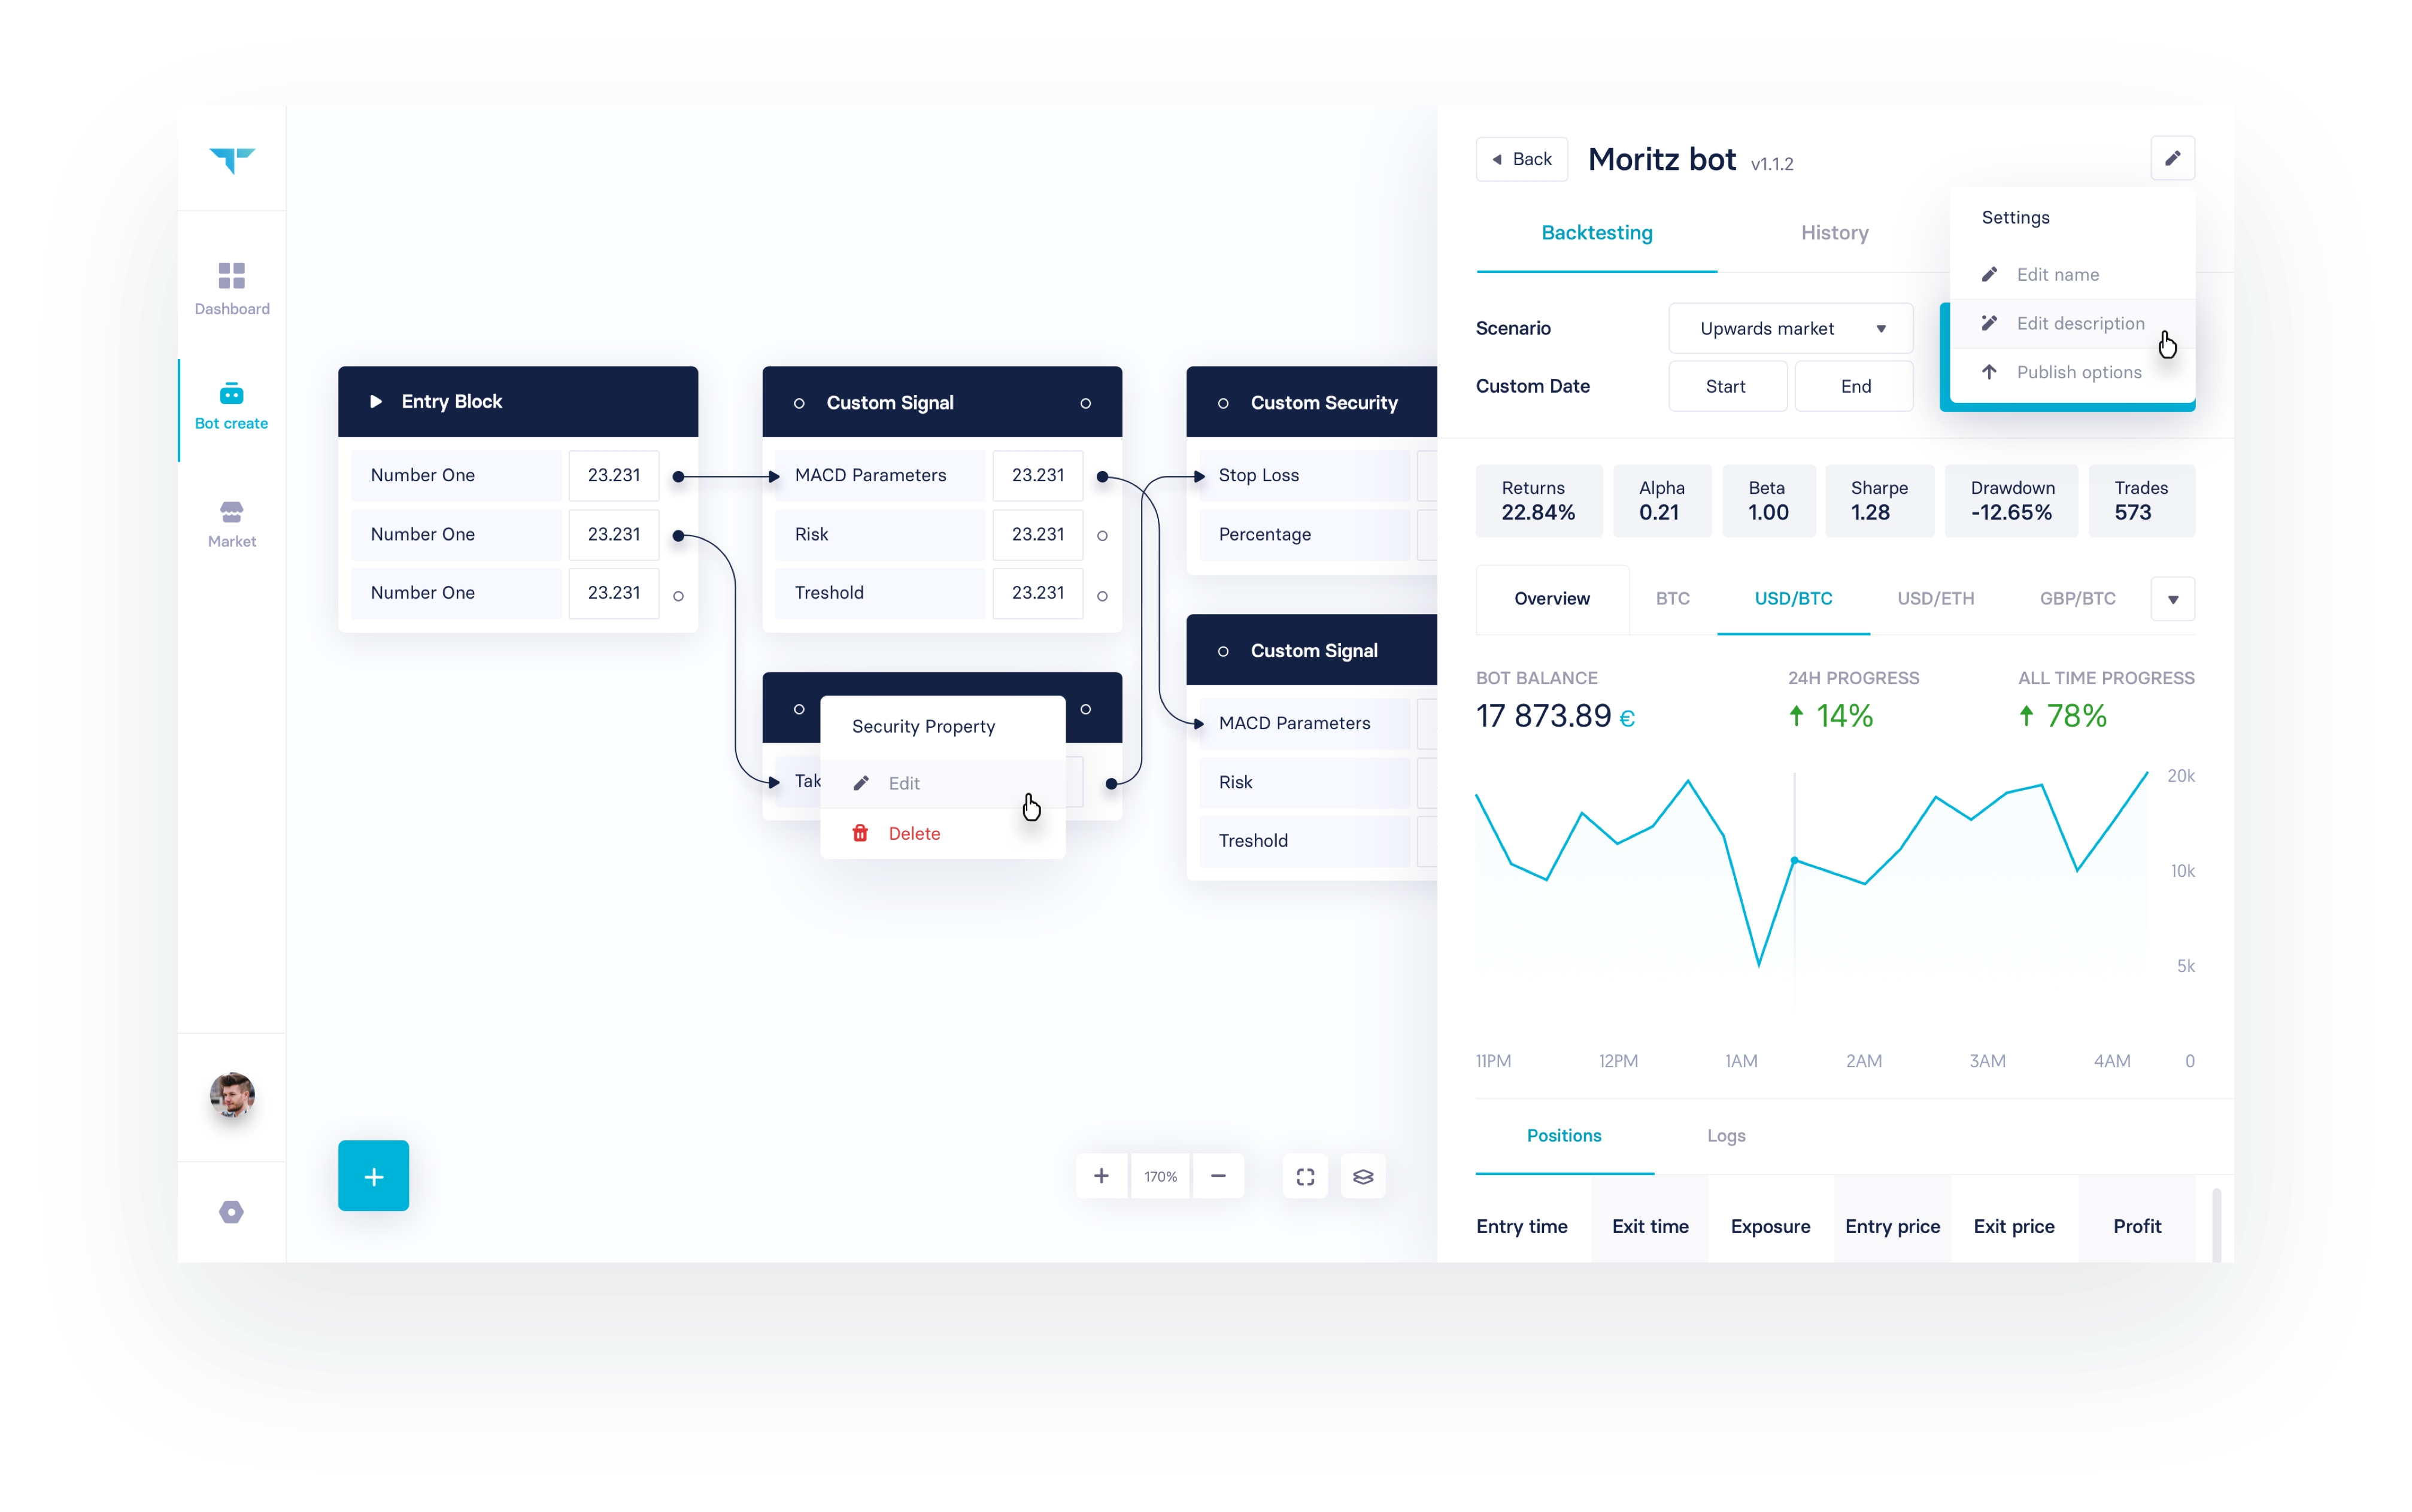 Dashboard
Bot create
Market
Entry Block
Number One 23.231
Number One 23.231
Number One 23.231
Custom Signal
MACD Parameters 23.231
Risk 23.231
Treshold 23.231
Security Property
Edit
Delete
Custom Security
Stop Loss
Percentage
Custom Signal
MACD Parameters
Risk
Treshold
170%
Back
Moritz bot v1.1.2
Backtesting History
Settings
Edit name
Edit description
Publish options
Scenario Upwards market
Custom Date Start End
Returns Alpha Beta Sharpe Drawdown Trades
22.84% 0.21 1.00 1.28 -12.65% 573
Overview BTC USD/BTC USD/ETH GBP/BTC
BOT BALANCE 24H PROGRESS ALL TIME PROGRESS
17 873.89 € 14% 78%
20k
10k
5k
11PM 12PM 1AM 2AM 3AM 4AM 0
Positions Logs
Entry time Exit time Exposure Entry price Exit price Profit